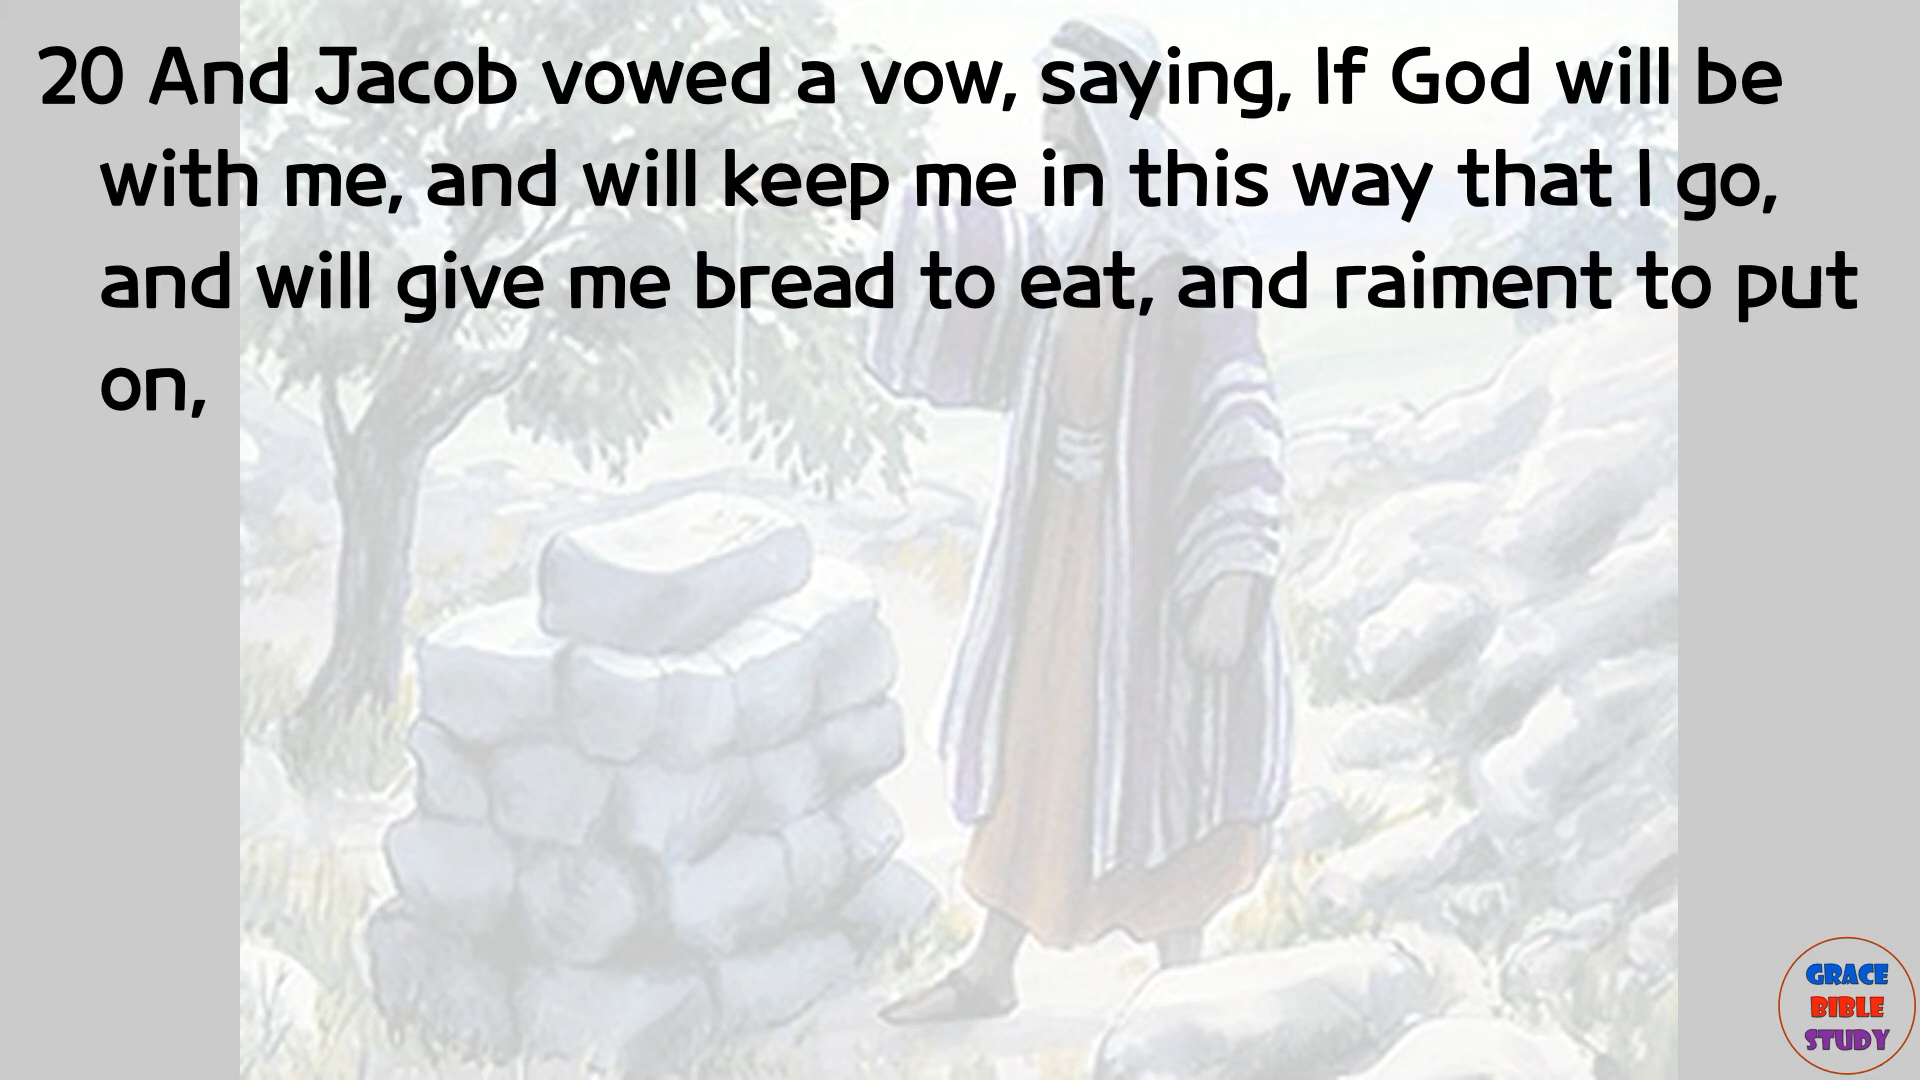 20 And Jacob vowed a vow, saying, If God will be
with me, and will keep me in this way that I go,
and will give me bread to eat, and raiment to put
on,
GRACE
BIBLE
STUDY